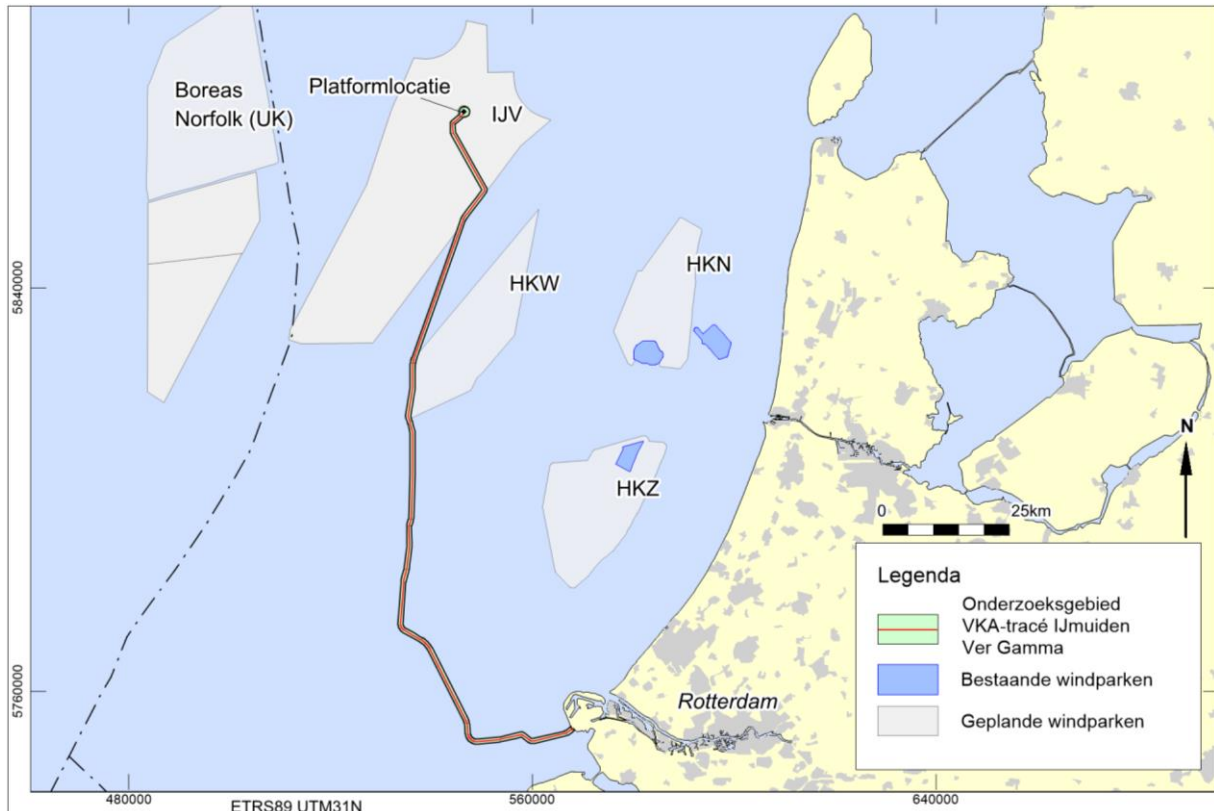 Boreas
Norfolk (UK)
Platformlocatie
IJV
HKW
HKN
HKZ
5840000
5760000
N
0 25km
Rotterdam
Legenda
Onderzoeksgebied
VKA-tracé IJmuiden
Ver Gamma
Bestaande windparken
Geplande windparken
480000 560000 640000
ETRS89 UTM31N